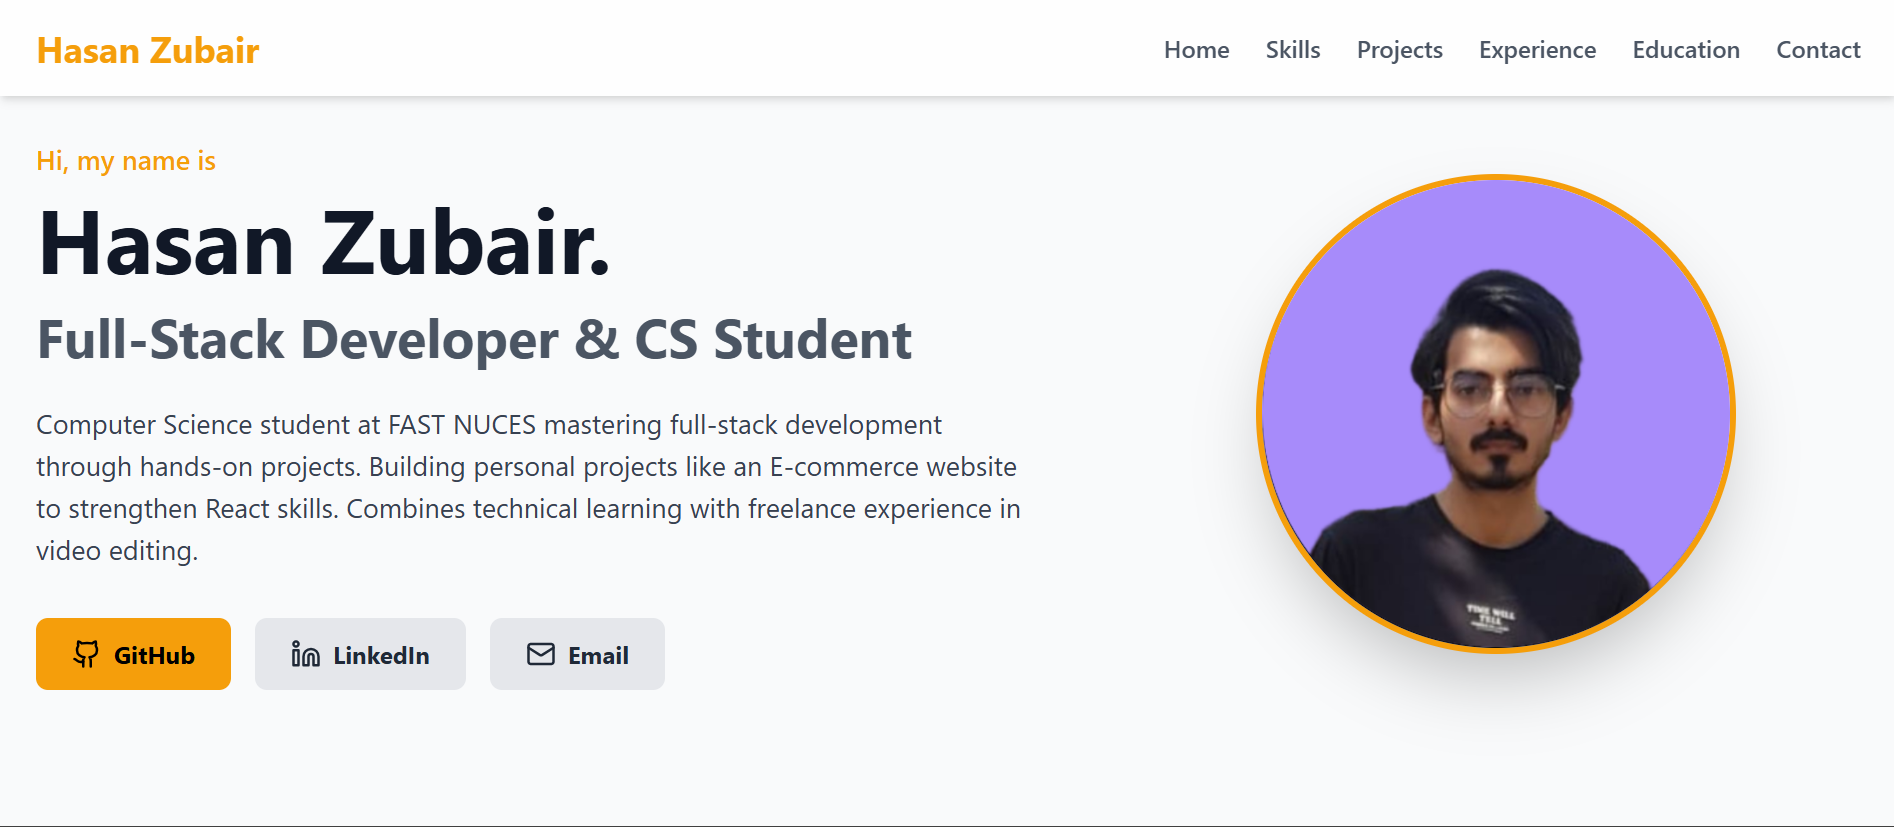 Hasan Zubair
Home Skills Projects Experience Education Contact
Hi, my name is
Hasan Zubair.
Full-Stack Developer & CS Student
Computer Science student at FAST NUCES mastering full-stack development
through hands-on projects. Building personal projects like an E-commerce website
to strengthen React skills. Combines technical learning with freelance experience in
video editing.
GitHub LinkedIn Email
TIME WILL
TELL